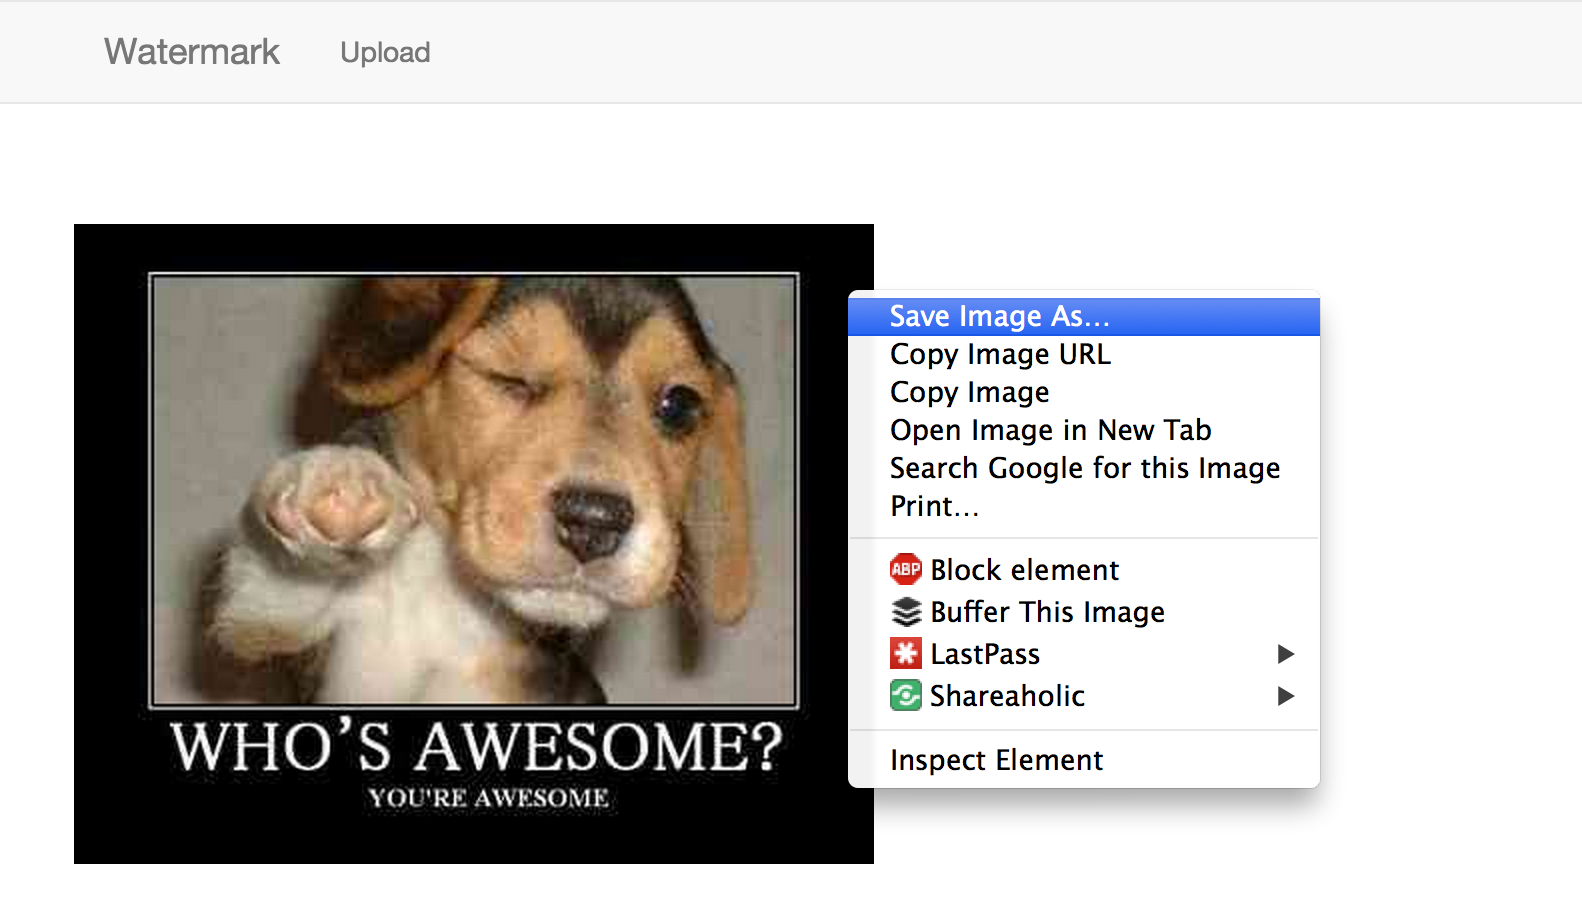 Watermark Upload
WHO'S AWESOME?
YOU'RE AWESOME
Save Image As...
Copy Image URL
Copy Image
Open Image in New Tab
Search Google for this Image
Print...
ABP Block element
Buffer This Image
LastPass
Shareaholic
Inspect Element